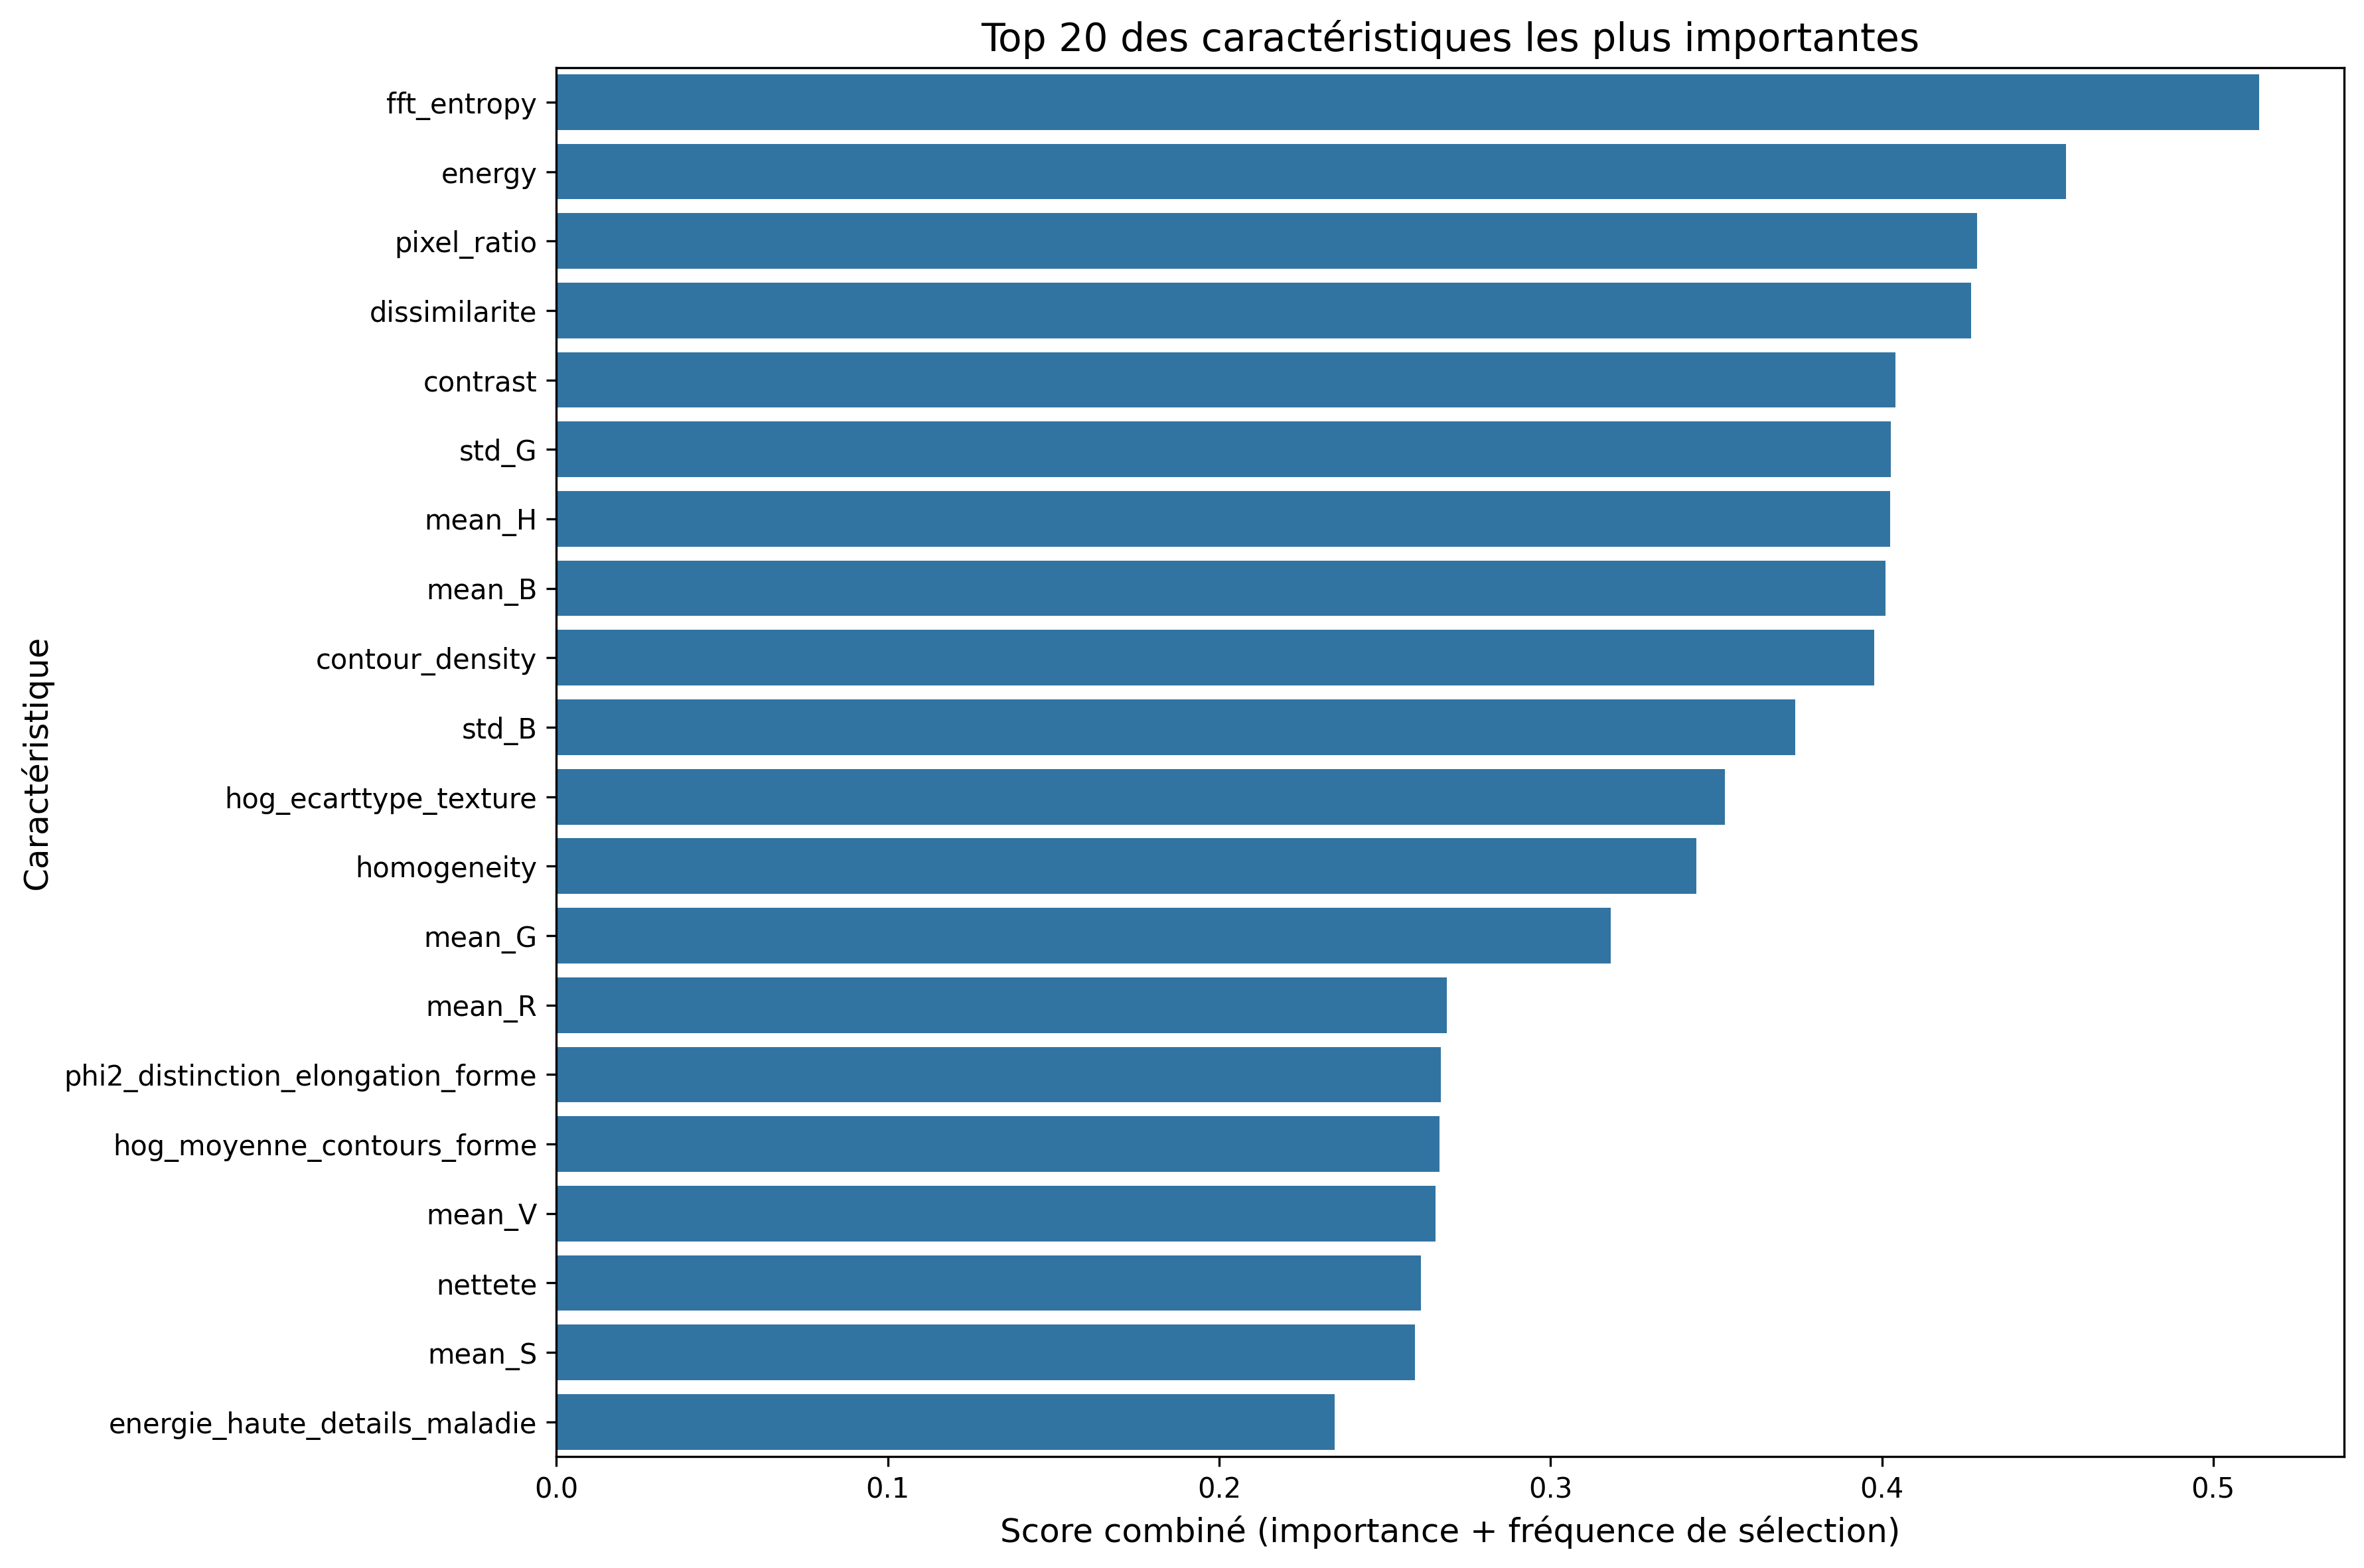 Top 20 des caractéristiques les plus importantes
Caractéristique
fft_entropy
energy
pixel_ratio
dissimilarite
contrast
std_G
mean_H
mean_B
contour_density
std_B
hog_ecarttype_texture
homogeneity
mean_G
mean_R
phi2_distinction_elongation_forme
hog_moyenne_contours_forme
mean_V
nettete
mean_S
energie_haute_details_maladie
0.0 0.1 0.2 0.3 0.4 0.5
Score combiné (importance + fréquence de sélection)